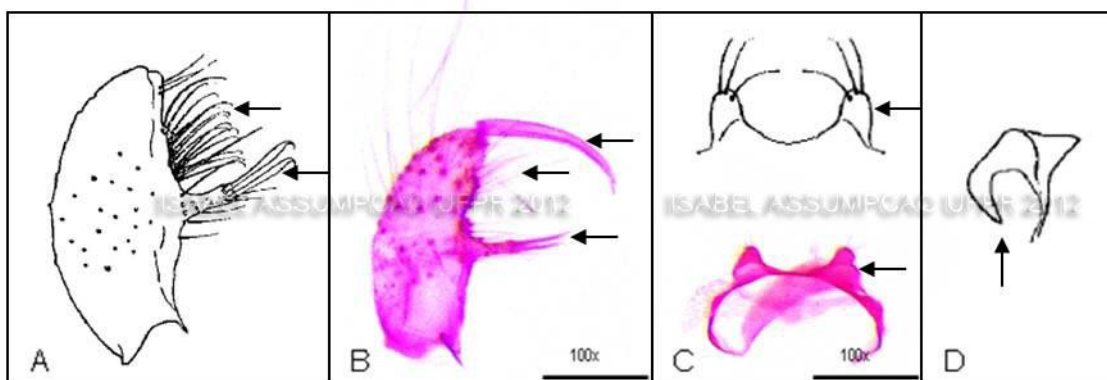 ISABEL ASSUMPCAO UFPR 2012
ISABEL ASSUMPCAO UFPR 2012
A
B
100x
C
100x
D